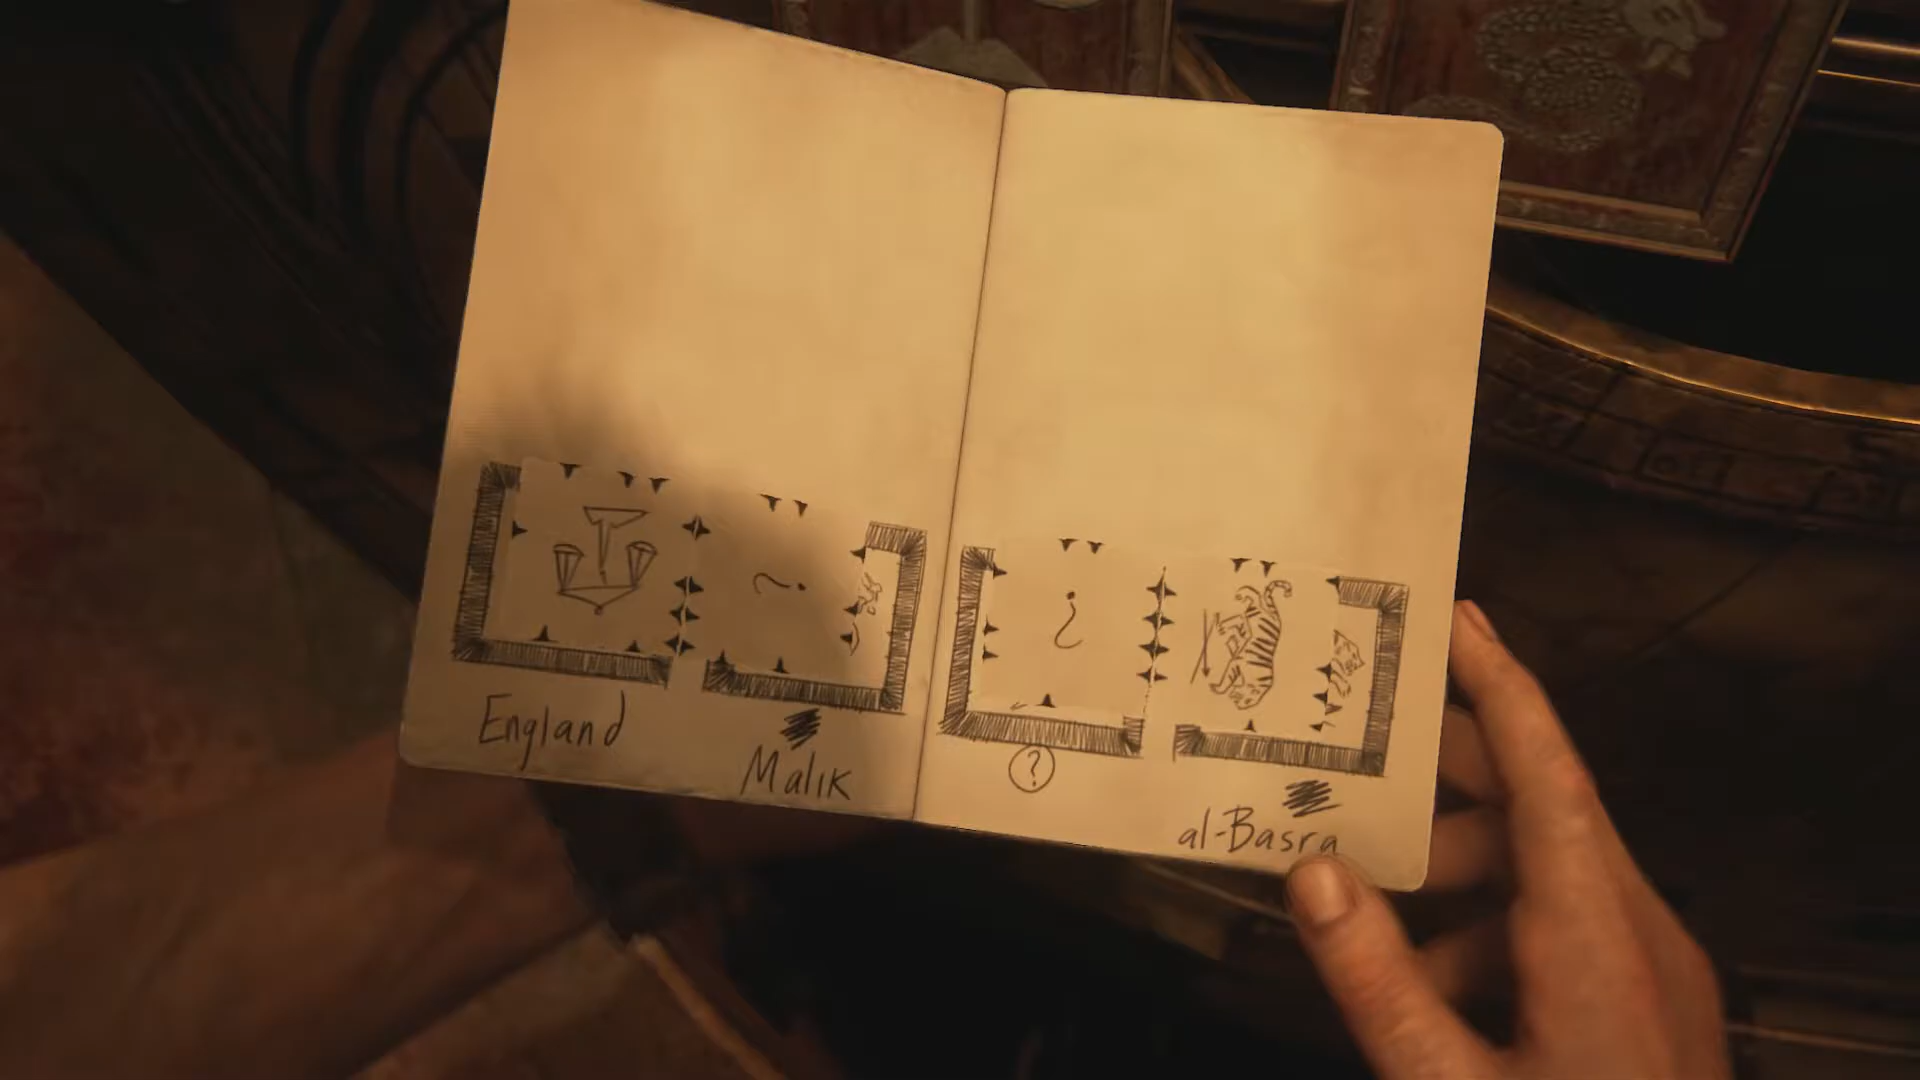 ?
¿
England
Malik
?
al-Basra